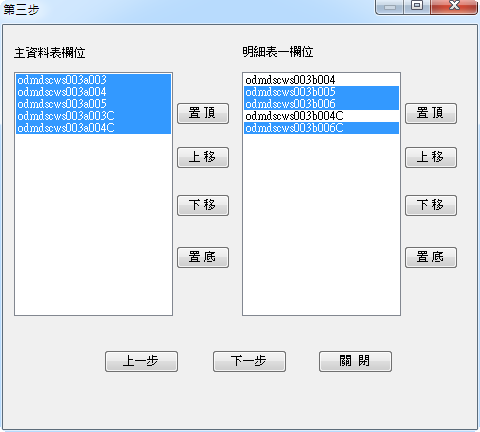 第三步
主資料表欄位
明細表一欄位
odmdscws003a003
odmdscws003a004
odmdscws003a005
odmdscws003a003C
odmdscws003a004C
置頂
上移
下移
置底
odmdscws003b004
odmdscws003b005
odmdscws003b006
odmdscws003b004C
odmdscws003b006C
置頂
上移
下移
置底
上一步
下一步
關閉